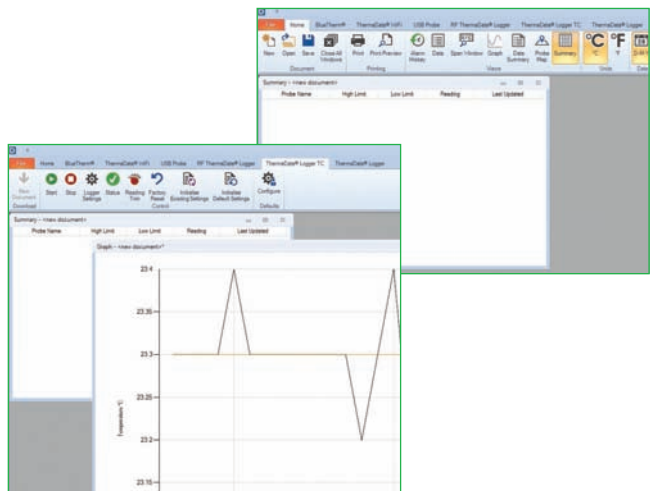 File Home BlueTherm® ThermaData® WiFi USB Probe RF ThermaData® Logger ThermaData® Logger TC ThermaData® Logger
New Open Save Close All Windows Print Print Preview Alarm History Data Span Window Graph Data Summary Probe Map Summary °C °F
°C °F
Document Printing Views Units
Summary - <new document>
Probe Name High Limit Low Limit Reading Last Updated
File Home BlueTherm® ThermaData® WiFi USB Probe RF ThermaData® Logger ThermaData® Logger TC ThermaData® Logger
New Document Start Stop Logger Settings Status Reading Trim Factory Reset Initialise Existing Settings Initialise Default Settings Configure
Download Control Defaults
Summary - <new document>
Probe Name High Limit Low Limit Reading Last Updated
Graph - <new document>*
23.4
23.35
23.3
23.25
23.2
23.15
Temperature °C